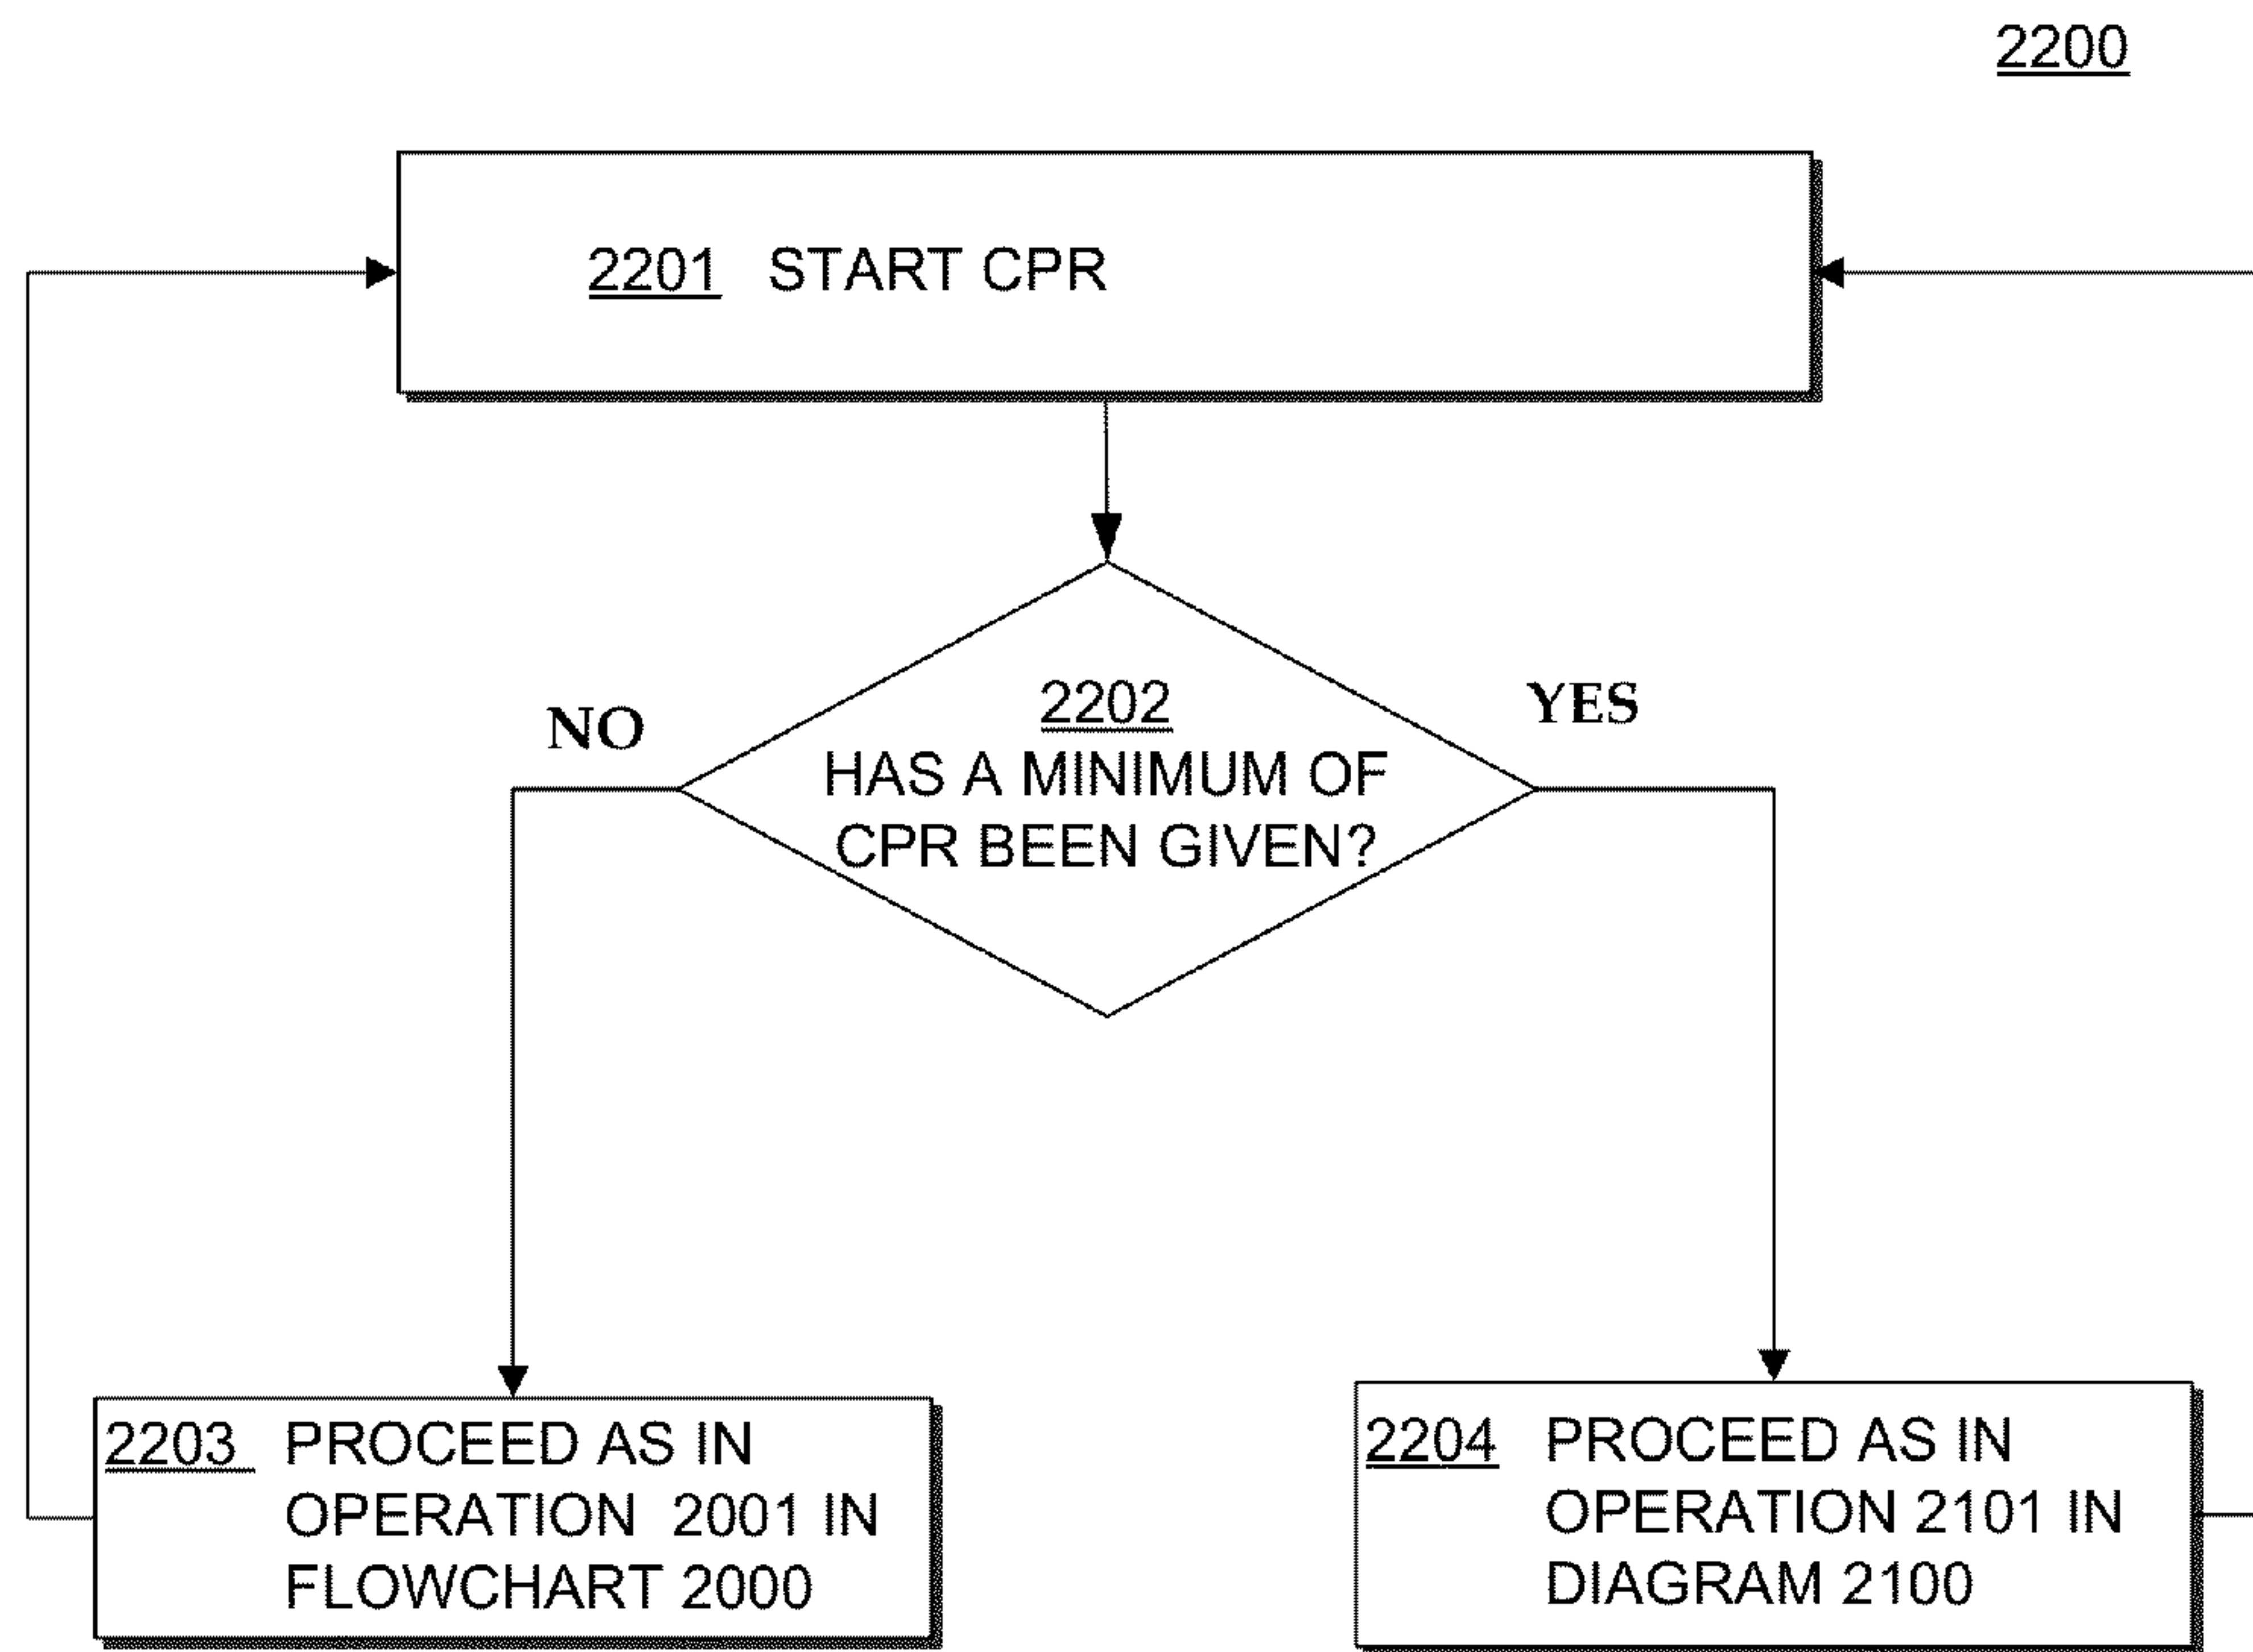 2200
2201 START CPR
2202
HAS A MINIMUM OF
CPR BEEN GIVEN?
NO
YES
2203 PROCEED AS IN
OPERATION 2001 IN
FLOWCHART 2000
2204 PROCEED AS IN
OPERATION 2101 IN
DIAGRAM 2100